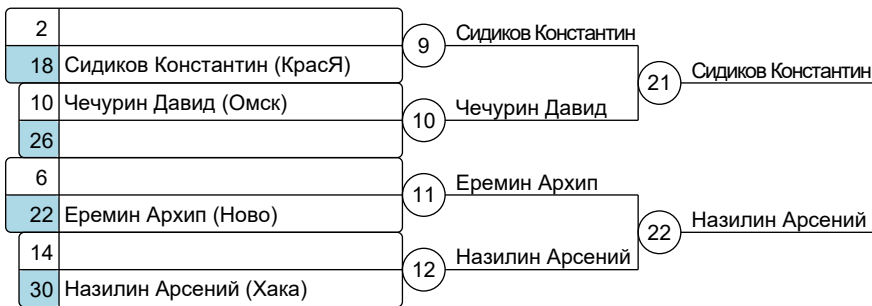 2
9
Сидиков Константин
18 Сидиков Константин (КрасЯ)
21
Сидиков Константин
10 Чечурин Давид (Омск)
10
Чечурин Давид
26
6
11
Еремин Архип
22 Еремин Архип (Ново)
22
Назилин Арсений
14
12
Назилин Арсений
30 Назилин Арсений (Хака)